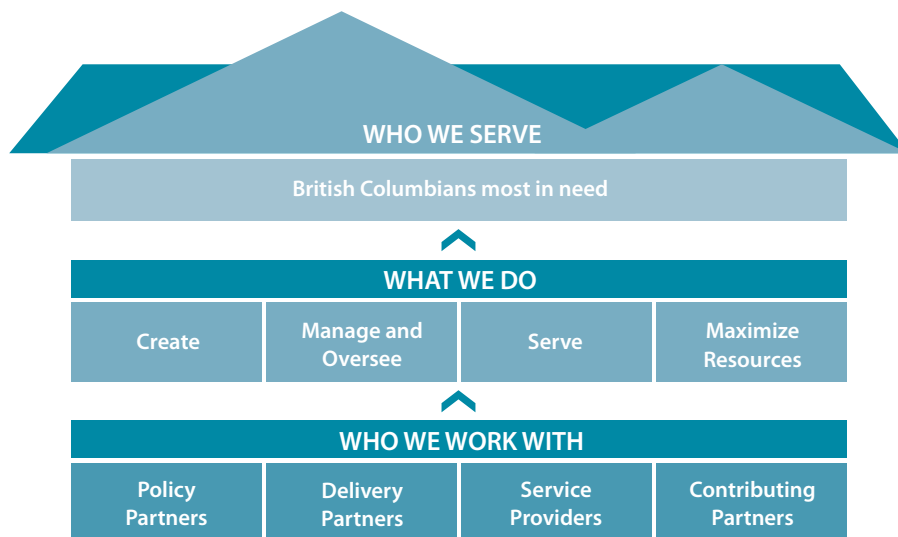 WHO WE SERVE
British Columbians most in need
WHAT WE DO
Create
Manage and
Oversee
Serve
Maximize
Resources
WHO WE WORK WITH
Policy
Partners
Delivery
Partners
Service
Providers
Contributing
Partners